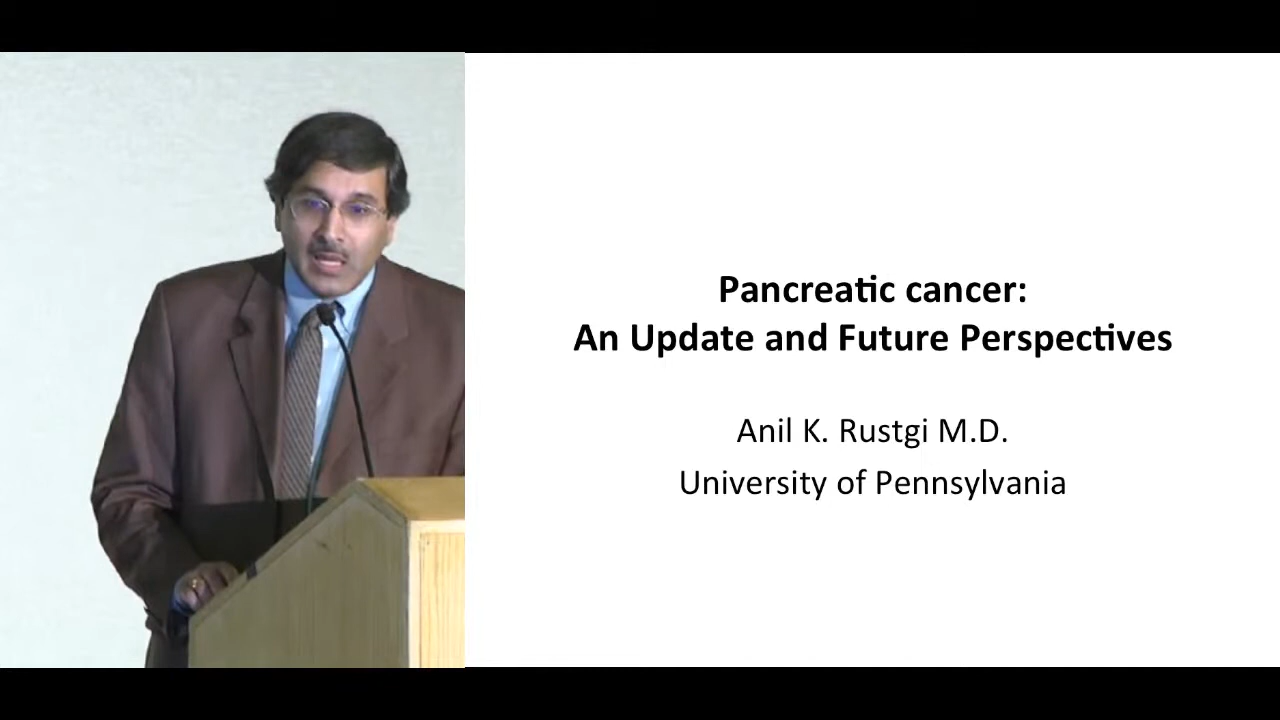 Pancreatic cancer:
An Update and Future Perspectives
Anil K. Rustgi M.D.
University of Pennsylvania